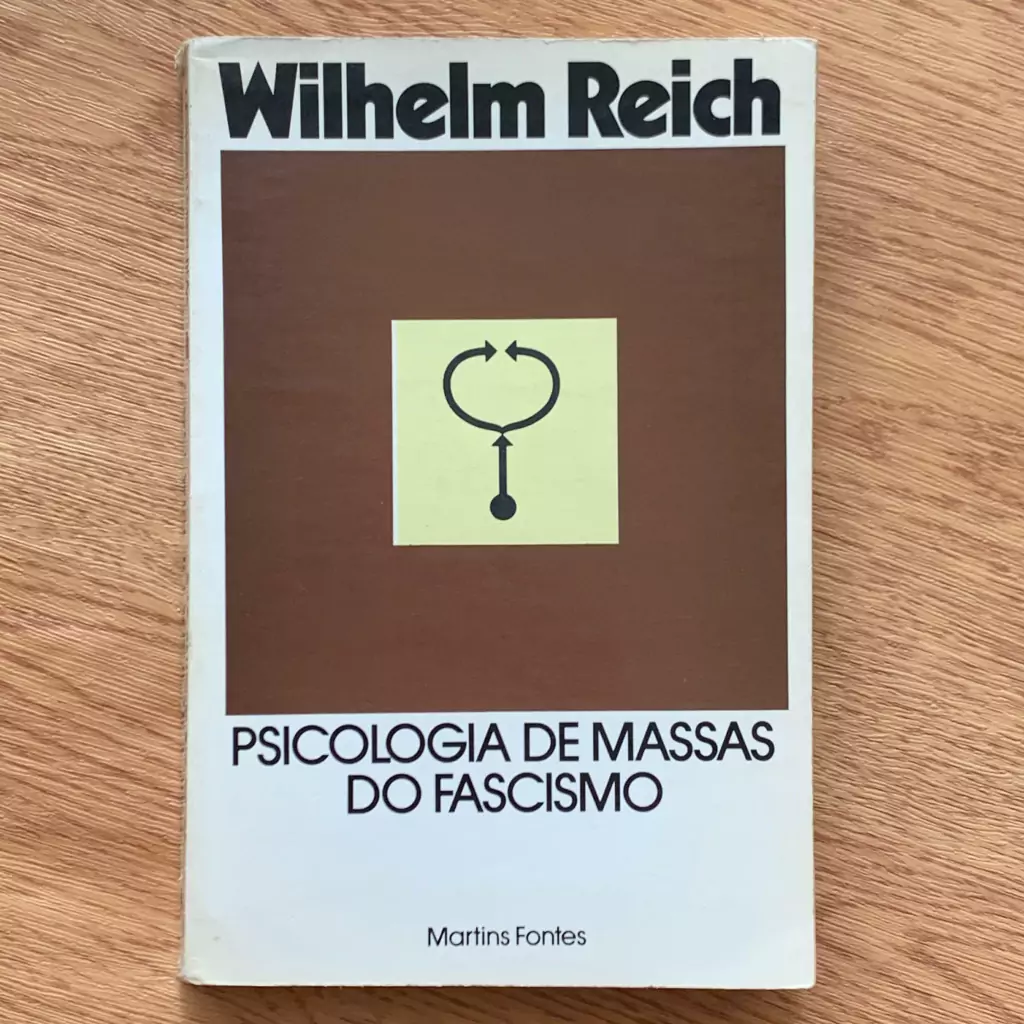 Wilhelm Reich
PSICOLOGIA DE MASSAS
DO FASCISMO
Martins Fontes